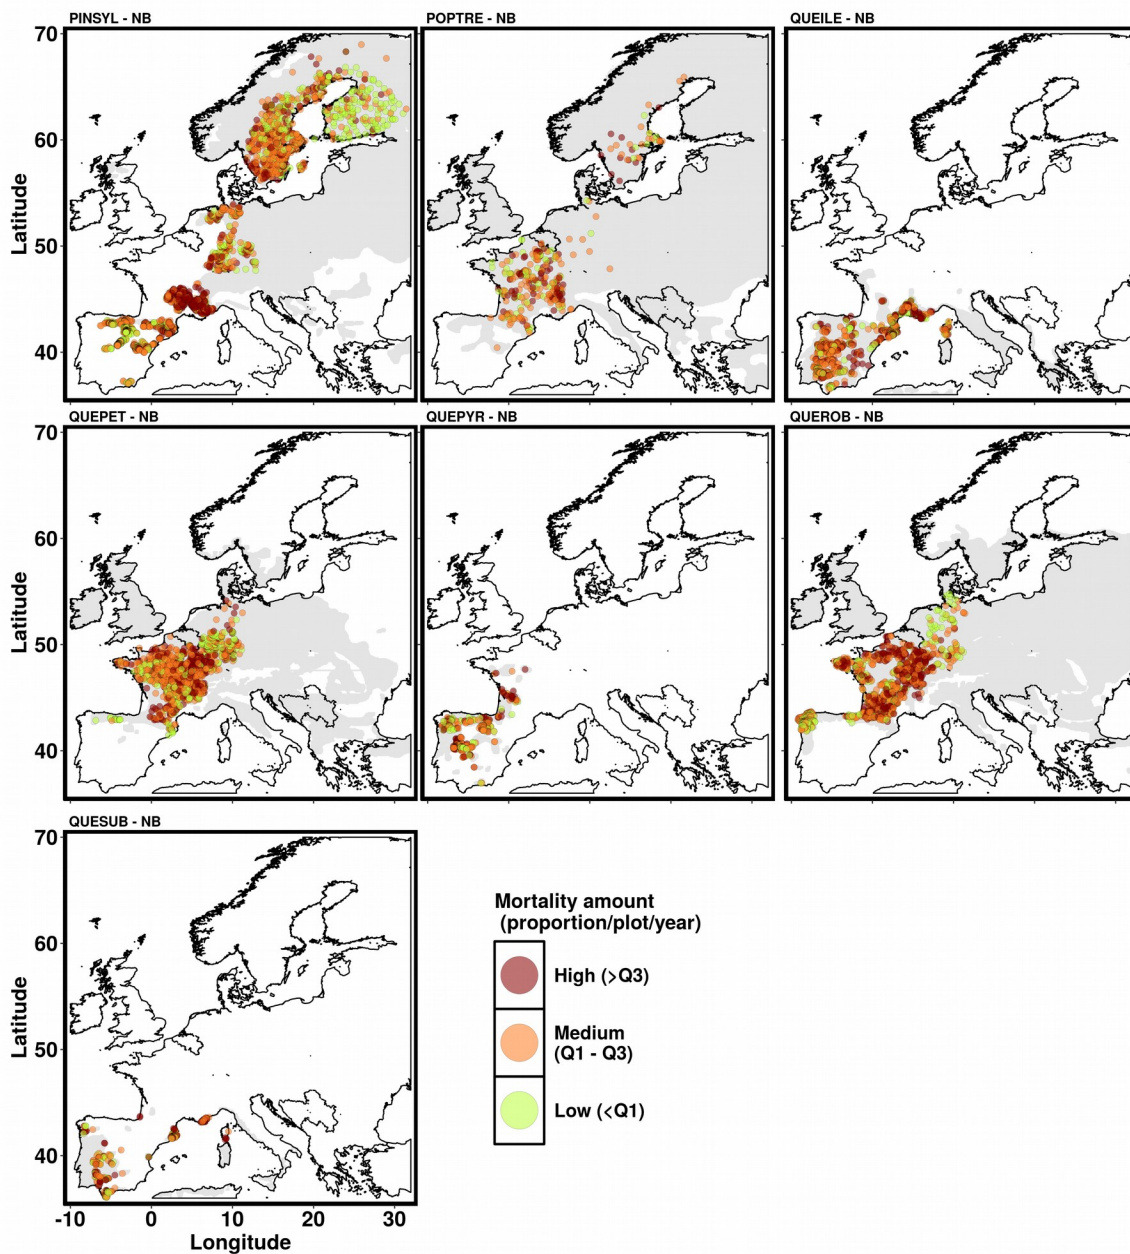 PINSYL - NB
POPTRE - NB
QUEILE - NB
70
60
50
40
Latitude
QUEPET - NB
QUEPYR - NB
QUEROB - NB
70
60
50
40
Latitude
QUESUB - NB
70
60
50
40
Latitude
-10 0 10 20 30
Longitude
Mortality amount
(proportion/plot/year)
High (>Q3)
Medium
(Q1 - Q3)
Low (<Q1)